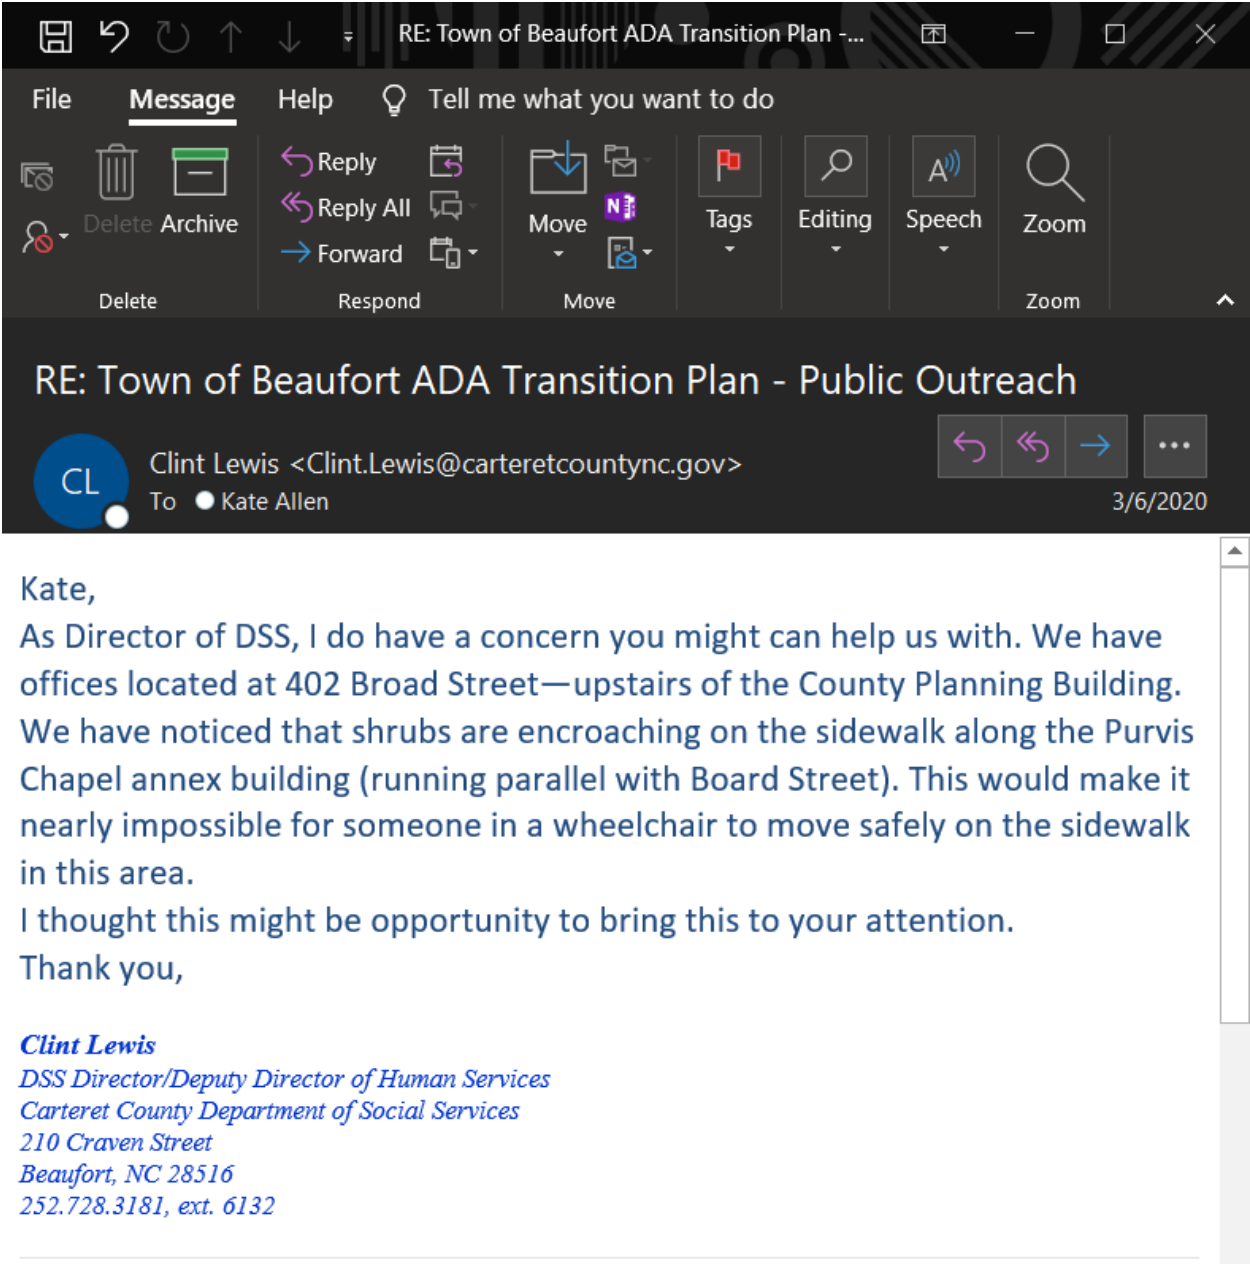 RE: Town of Beaufort ADA Transition Plan -...
File Message Help Tell me what you want to do
Delete Archive
Reply
Reply All
Forward
Move
Tags
Editing
Speech
Zoom
Delete Respond Move Zoom
RE: Town of Beaufort ADA Transition Plan - Public Outreach
CL
Clint Lewis <Clint.Lewis@carteretcountync.gov>
To Kate Allen
3/6/2020
Kate,
As Director of DSS, I do have a concern you might can help us with. We have
offices located at 402 Broad Street—upstairs of the County Planning Building.
We have noticed that shrubs are encroaching on the sidewalk along the Purvis
Chapel annex building (running parallel with Board Street). This would make it
nearly impossible for someone in a wheelchair to move safely on the sidewalk
in this area.
I thought this might be opportunity to bring this to your attention.
Thank you,
Clint Lewis
DSS Director/Deputy Director of Human Services
Carteret County Department of Social Services
210 Craven Street
Beaufort, NC 28516
252.728.3181, ext. 6132